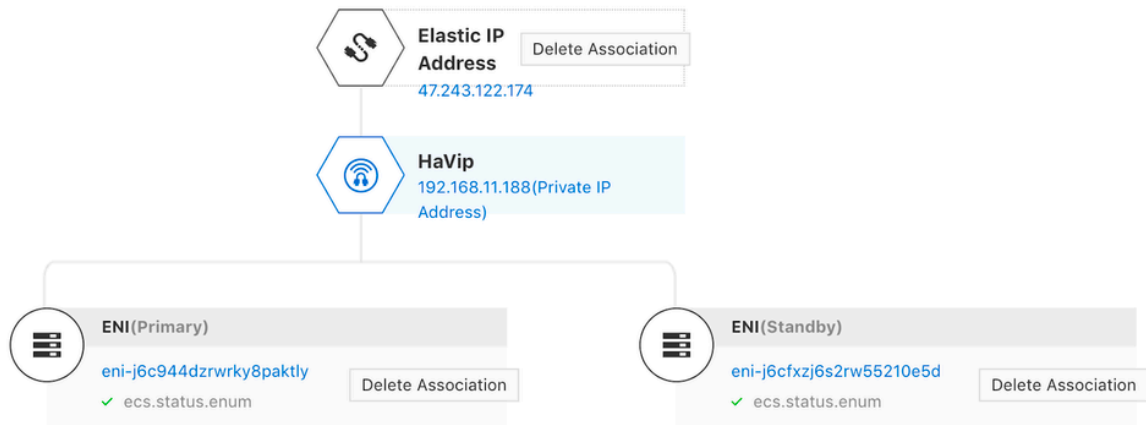 Elastic IP
Address
Delete Association
47.243.122.174
HaVip
192.168.11.188(Private IP
Address)
ENI(Primary)
eni-j6c944dzrwrky8paktly
Delete Association
ecs.status.enum
ENI(Standby)
eni-j6cfxzj6s2rw55210e5d
Delete Association
ecs.status.enum